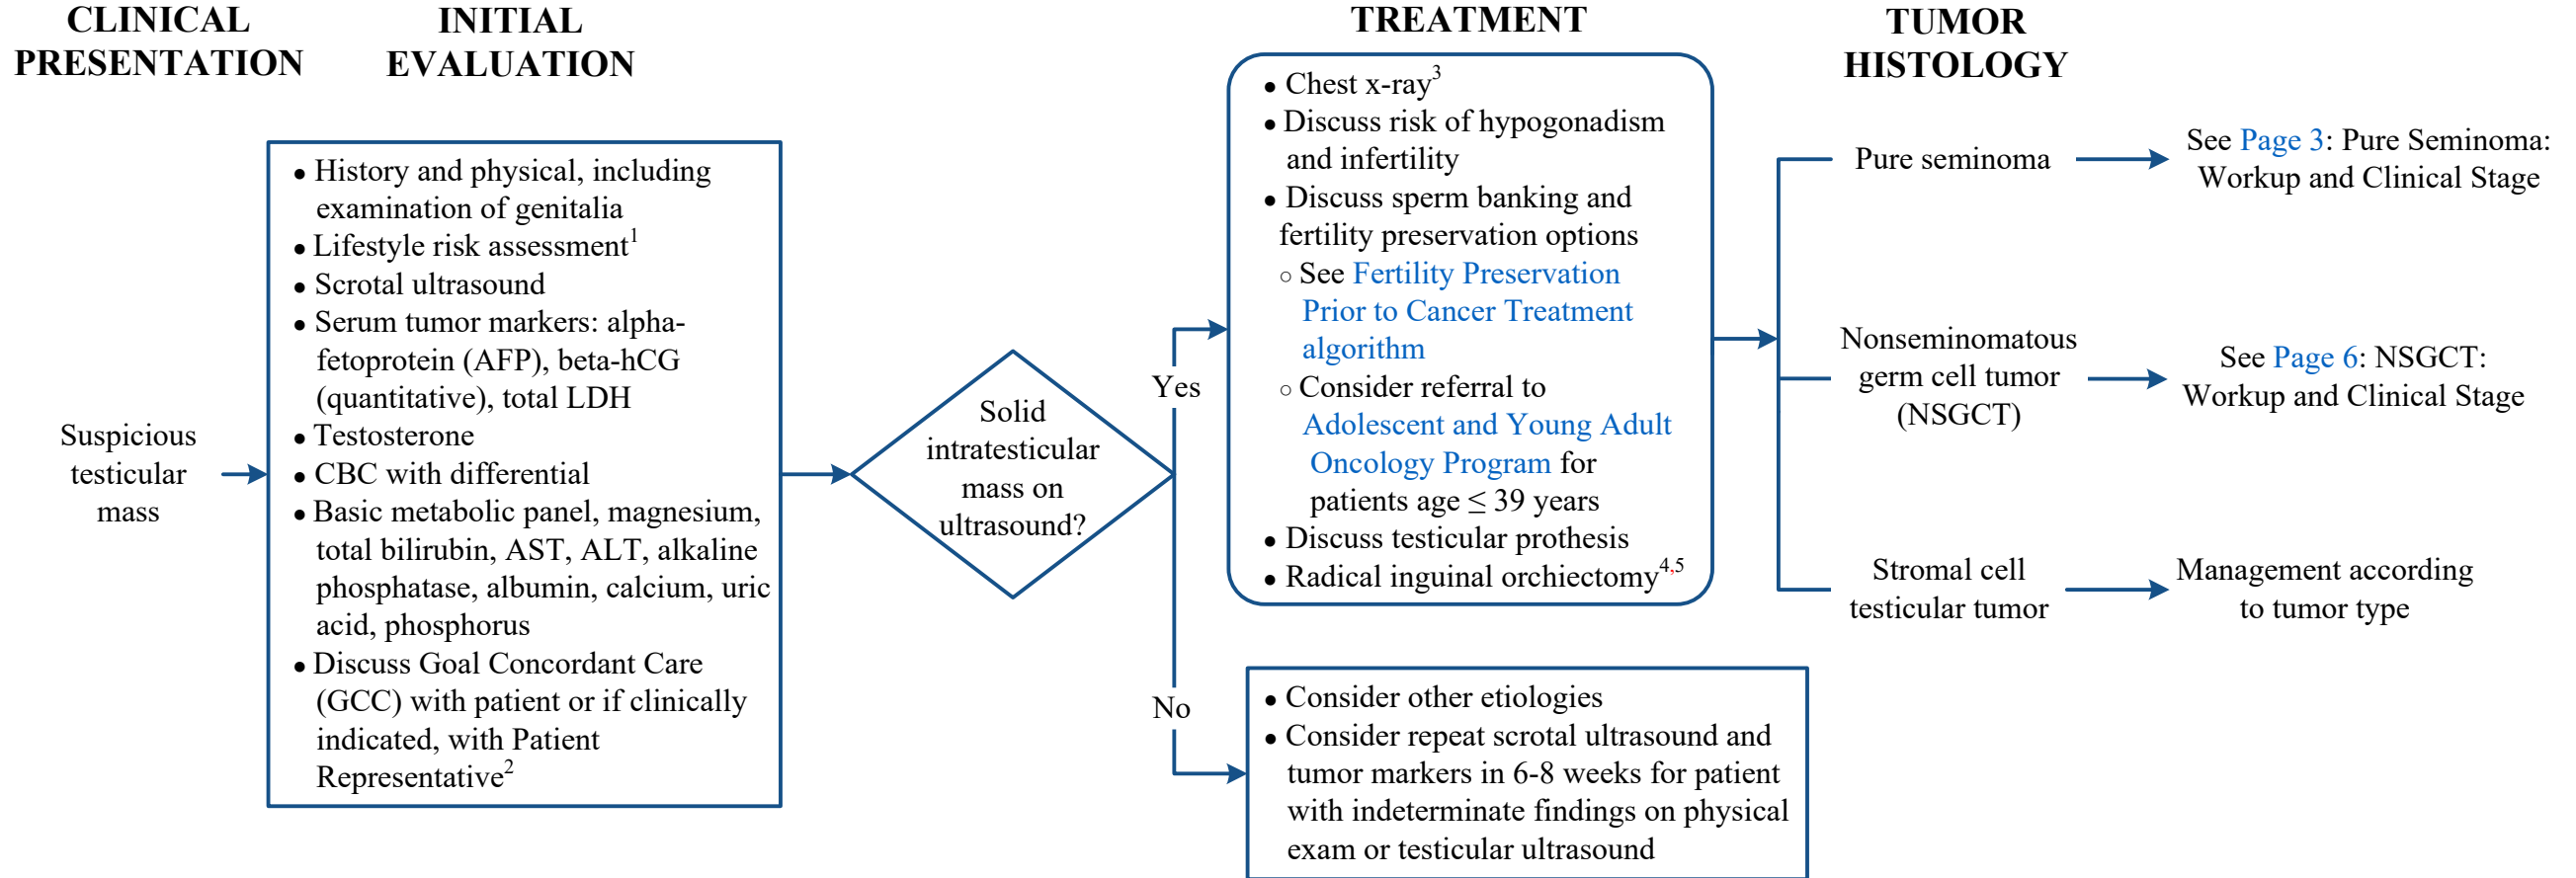 CLINICAL
PRESENTATION
INITIAL
EVALUATION
TREATMENT
TUMOR
HISTOLOGY
Suspicious
testicular
mass
● History and physical, including
examination of genitalia
● Lifestyle risk assessment1
● Scrotal ultrasound
● Serum tumor markers: alpha-
fetoprotein (AFP), beta-hCG
(quantitative), total LDH
● Testosterone
● CBC with differential
● Basic metabolic panel, magnesium,
total bilirubin, AST, ALT, alkaline
phosphatase, albumin, calcium, uric
acid, phosphorus
● Discuss Goal Concordant Care
(GCC) with patient or if clinically
indicated, with Patient
Representative2
Solid
intratesticular
mass on
ultrasound?
Yes
● Chest x-ray3
● Discuss risk of hypogonadism
and infertility
● Discuss sperm banking and
fertility preservation options
○ See Fertility Preservation
Prior to Cancer Treatment
algorithm
○ Consider referral to
Adolescent and Young Adult
Oncology Program for
patients age ≤ 39 years
● Discuss testicular prothesis
● Radical inguinal orchiectomy4,5
No
● Consider other etiologies
● Consider repeat scrotal ultrasound and
tumor markers in 6-8 weeks for patient
with indeterminate findings on physical
exam or testicular ultrasound
Pure seminoma
See Page 3: Pure Seminoma:
Workup and Clinical Stage
Nonseminomatous
germ cell tumor
(NSGCT)
See Page 6: NSGCT:
Workup and Clinical Stage
Stromal cell
testicular tumor
Management according
to tumor type